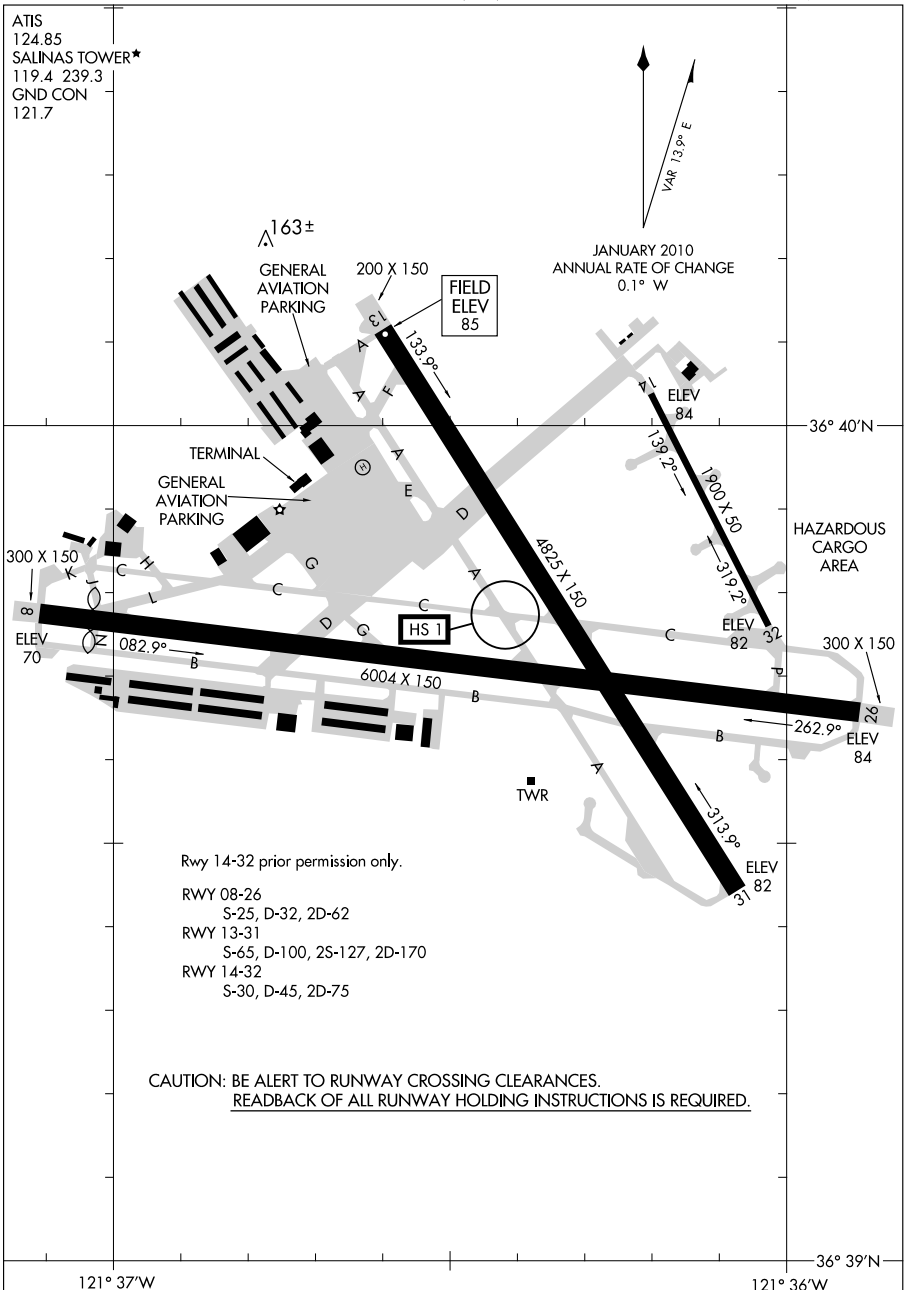 ATIS
124.85
SALINAS TOWER★
119.4 239.3
GND CON
121.7
VAR 13.9° E
JANUARY 2010
ANNUAL RATE OF CHANGE
0.1° W
163±
GENERAL
AVIATION
PARKING
200 X 150
FIELD
ELEV
85
13
133.9°
A
F
A
A
E
D
A
14
ELEV
84
36° 40'N
139.2°
1900 X 50
319.2°
TERMINAL
GENERAL
AVIATION
PARKING
H
HAZARDOUS
CARGO
AREA
4825 X 150
300 X 150
K
J
C
H
L
G
C
D
G
C
HS 1
C
ELEV
82
32
300 X 150
8
ELEV
70
N
082.9°
B
6004 X 150
B
P
26
262.9°
ELEV
84
B
A
TWR
313.9°
ELEV
82
31
Rwy 14-32 prior permission only.
RWY 08-26
S-25, D-32, 2D-62
RWY 13-31
S-65, D-100, 2S-127, 2D-170
RWY 14-32
S-30, D-45, 2D-75
CAUTION: BE ALERT TO RUNWAY CROSSING CLEARANCES.
READBACK OF ALL RUNWAY HOLDING INSTRUCTIONS IS REQUIRED.
36° 39'N
121° 37'W
121° 36'W